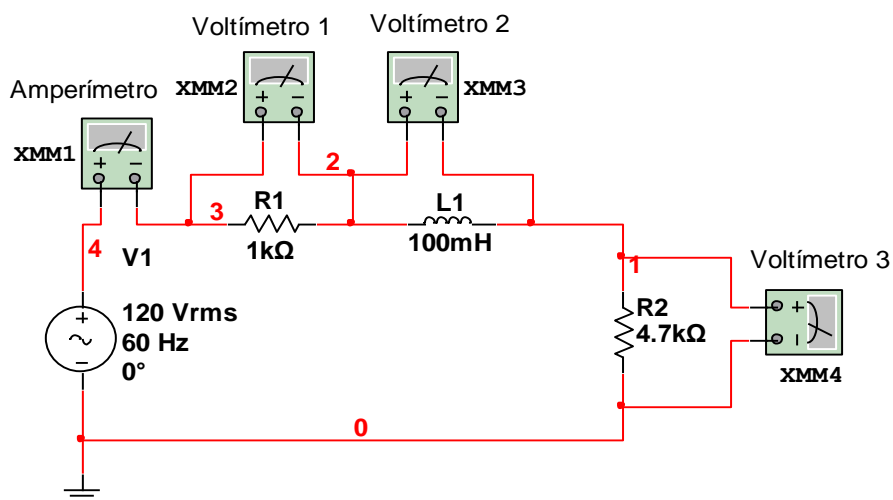 Voltímetro 1
Voltímetro 2
Amperímetro
XMM2
+ −
+ −
XMM3
XMM1
+ −
2
R1
3
1kΩ
L1
100mH
4
V1
1
Voltímetro 3
+
120 Vrms
60 Hz
0°
−
R2
4.7kΩ
+
−
XMM4
0